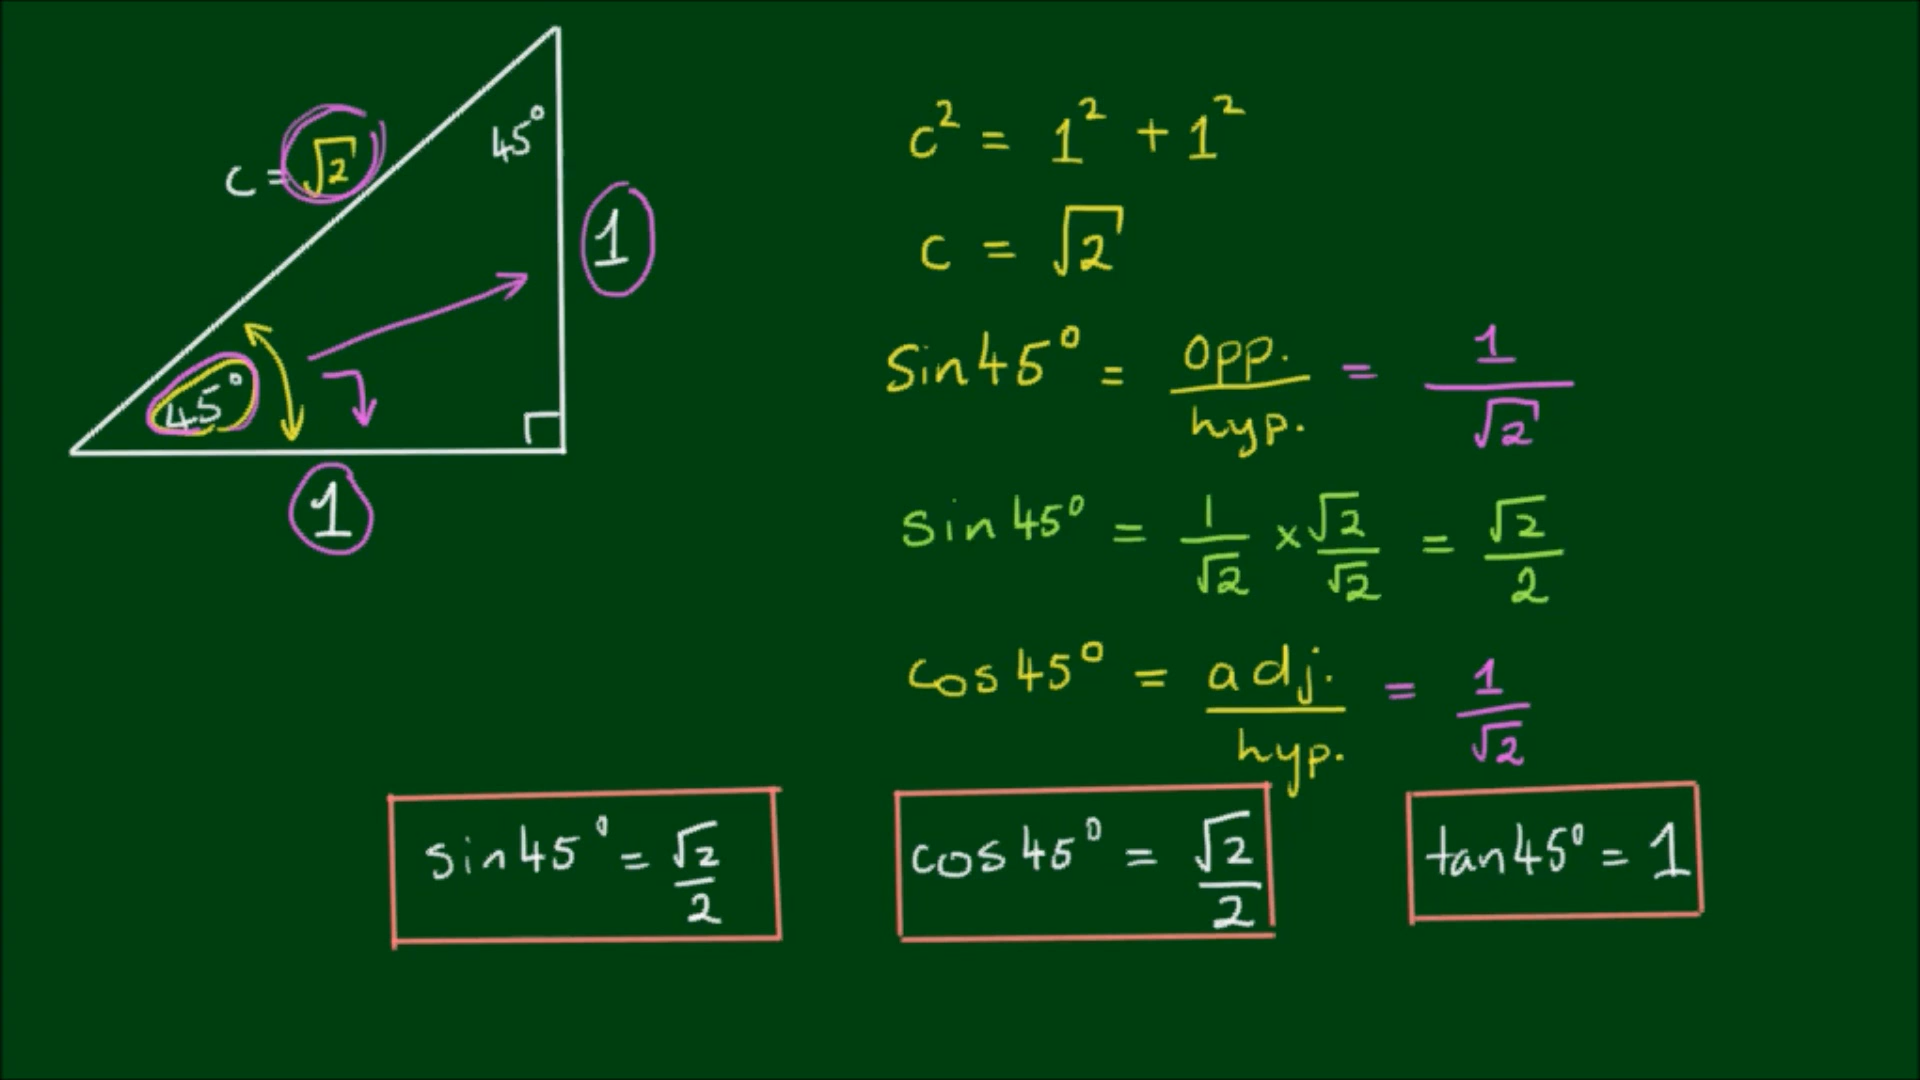 c = √2
45°
1
45°
1
c² = 1² + 1²
c = √2
Sin45° = opp./hyp. = 1/√2
sin45° = 1/√2 × √2/√2 = √2/2
cos45° = adj./hyp. = 1/√2
sin45° = √2/2
cos45° = √2/2
tan45° = 1